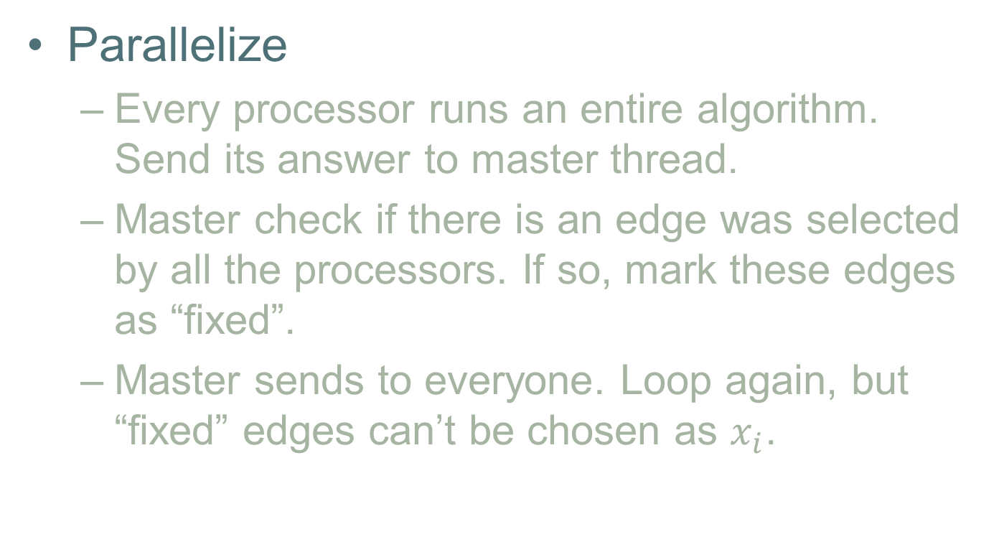 • Parallelize
– Every processor runs an entire algorithm.
Send its answer to master thread.
– Master check if there is an edge was selected
by all the processors. If so, mark these edges
as “fixed”.
– Master sends to everyone. Loop again, but
“fixed” edges can’t be chosen as 𝑥𝑖.